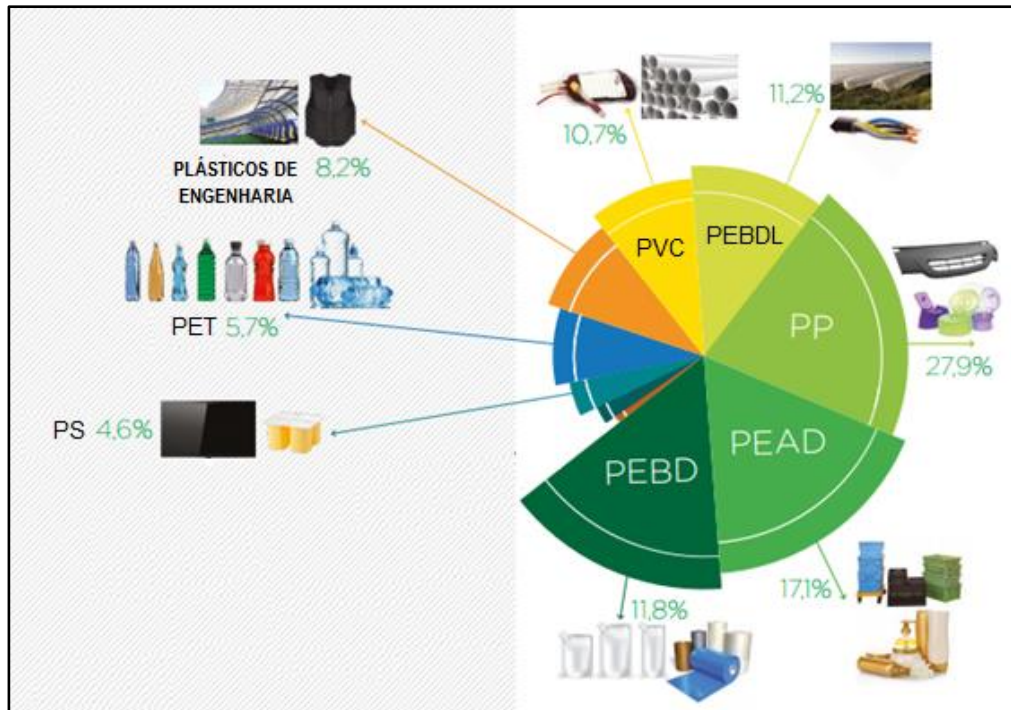 PLÁSTICOS DE
ENGENHARIA
8,2%
PET 5,7%
PS 4,6%
10,7%
11,2%
PVC
PEBDL
PP
27,9%
PEAD
PEBD
17,1%
11,8%